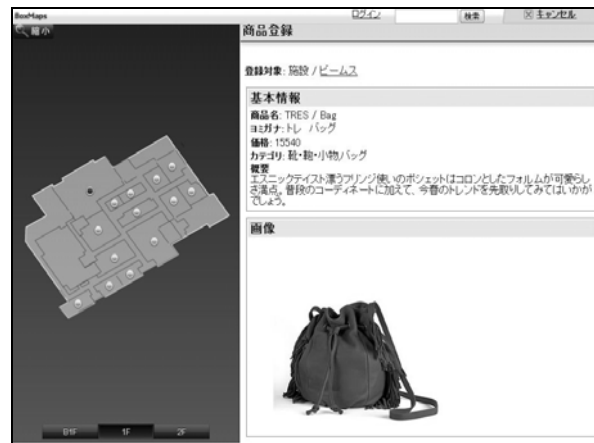 BoxMaps
ログイン
検索
キャンセル
縮小
商品登録
登録対象: 施設 / ビームス
基本情報
商品名: TRES / Bag
ヨミガナ: トレ　バッグ
価格: 15540
カテゴリ: 靴・鞄・小物/バッグ
概要
エスニックテイスト漂うフリンジ使いのポシェットはコロンとしたフォルムが可愛らし
さ満点。普段のコーディネートに加えて、今春のトレンドを先取りしてみてはいかが
でしょう。
画像
B1F
1F
2F